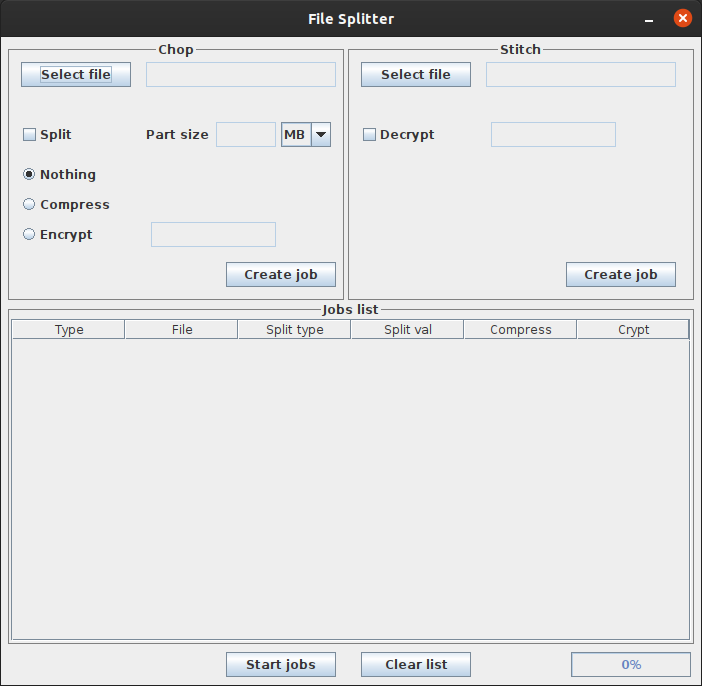 File Splitter
Chop
Select file
Split Part size MB
Nothing
Compress
Encrypt
Create job
Stitch
Select file
Decrypt
Create job
Jobs list
Type File Split type Split val Compress Crypt
Start jobs Clear list 0%